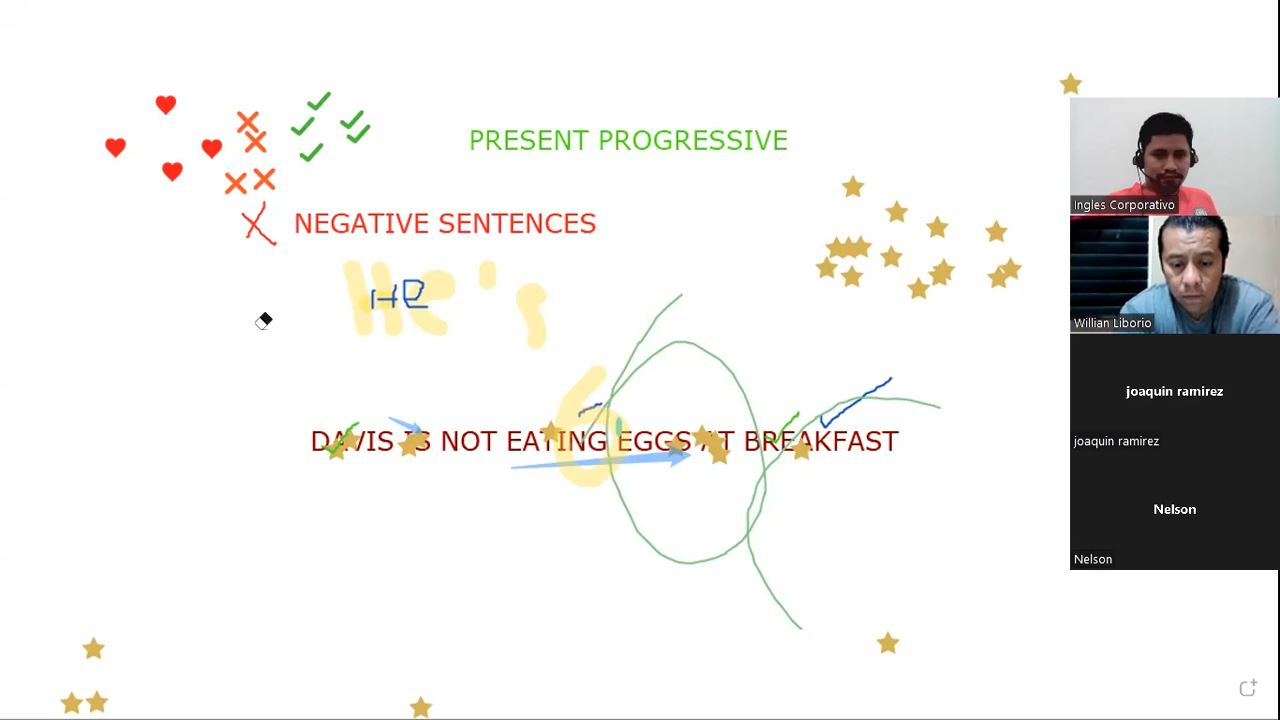 PRESENT PROGRESSIVE
NEGATIVE SENTENCES
He's
HE
DAVIS IS NOT EATING EGGS AT BREAKFAST
Ingles Corporativo
Willian Liborio
joaquin ramirez
joaquin ramirez
Nelson
Nelson